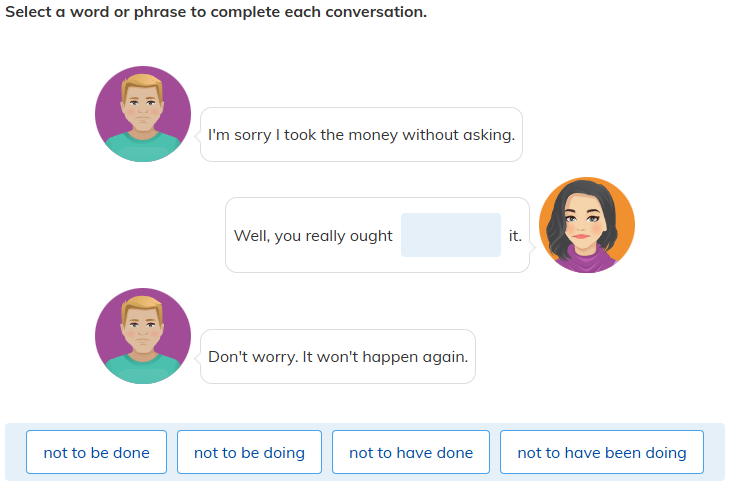 Select a word or phrase to complete each conversation.
I'm sorry I took the money without asking.
Well, you really ought it.
Don't worry. It won't happen again.
not to be done not to be doing not to have done not to have been doing